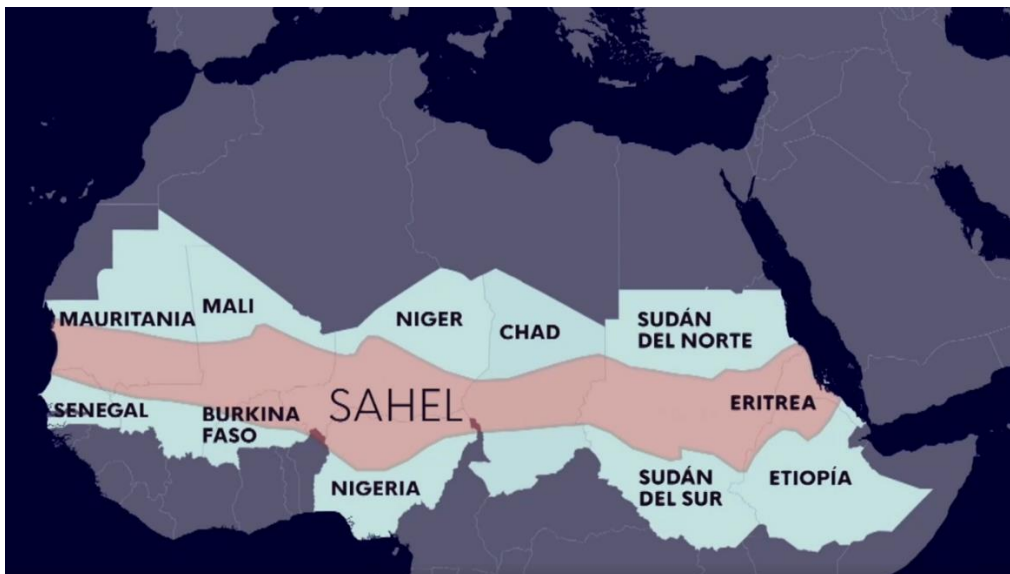 MAURITANIA
MALI
NIGER
CHAD
SUDÁN
DEL NORTE
SENEGAL
BURKINA
FASO
SAHEL
ERITREA
NIGERIA
SUDÁN
DEL SUR
ETIOPÍA